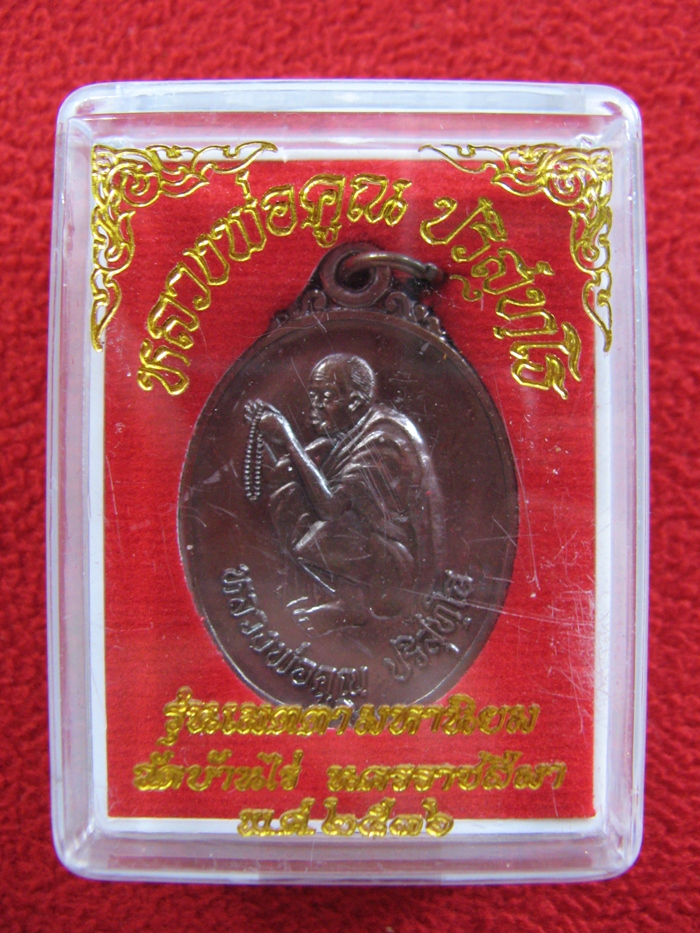 หลวงพ่อคูณ ปริสุทฺโธ
หลวงพ่อคูณ ปริสุทฺโธ
รุ่นเมตตามหานิยม
วัดบ้านไร่ นครราชสีมา
พ.ศ.๒๕๓๖